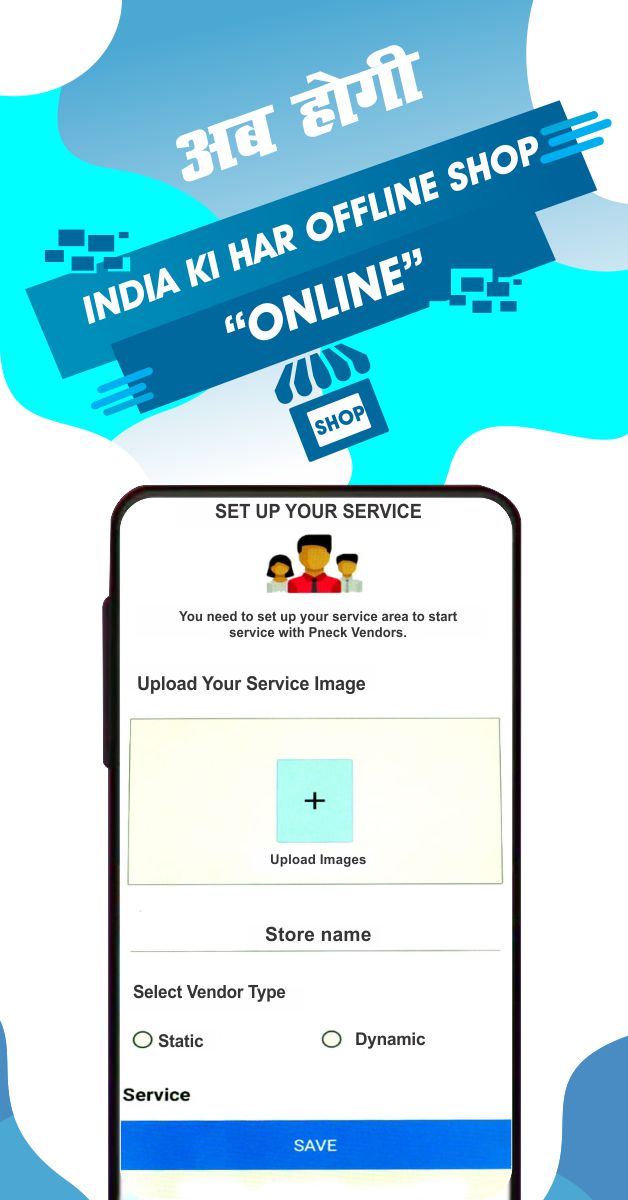 अब होगी
INDIA KI HAR OFFLINE SHOP
“ONLINE”
SHOP
SET UP YOUR SERVICE
You need to set up your service area to start
service with Pneck Vendors.
Upload Your Service Image
+
Upload Images
Store name
Select Vendor Type
Static Dynamic
Service
SAVE